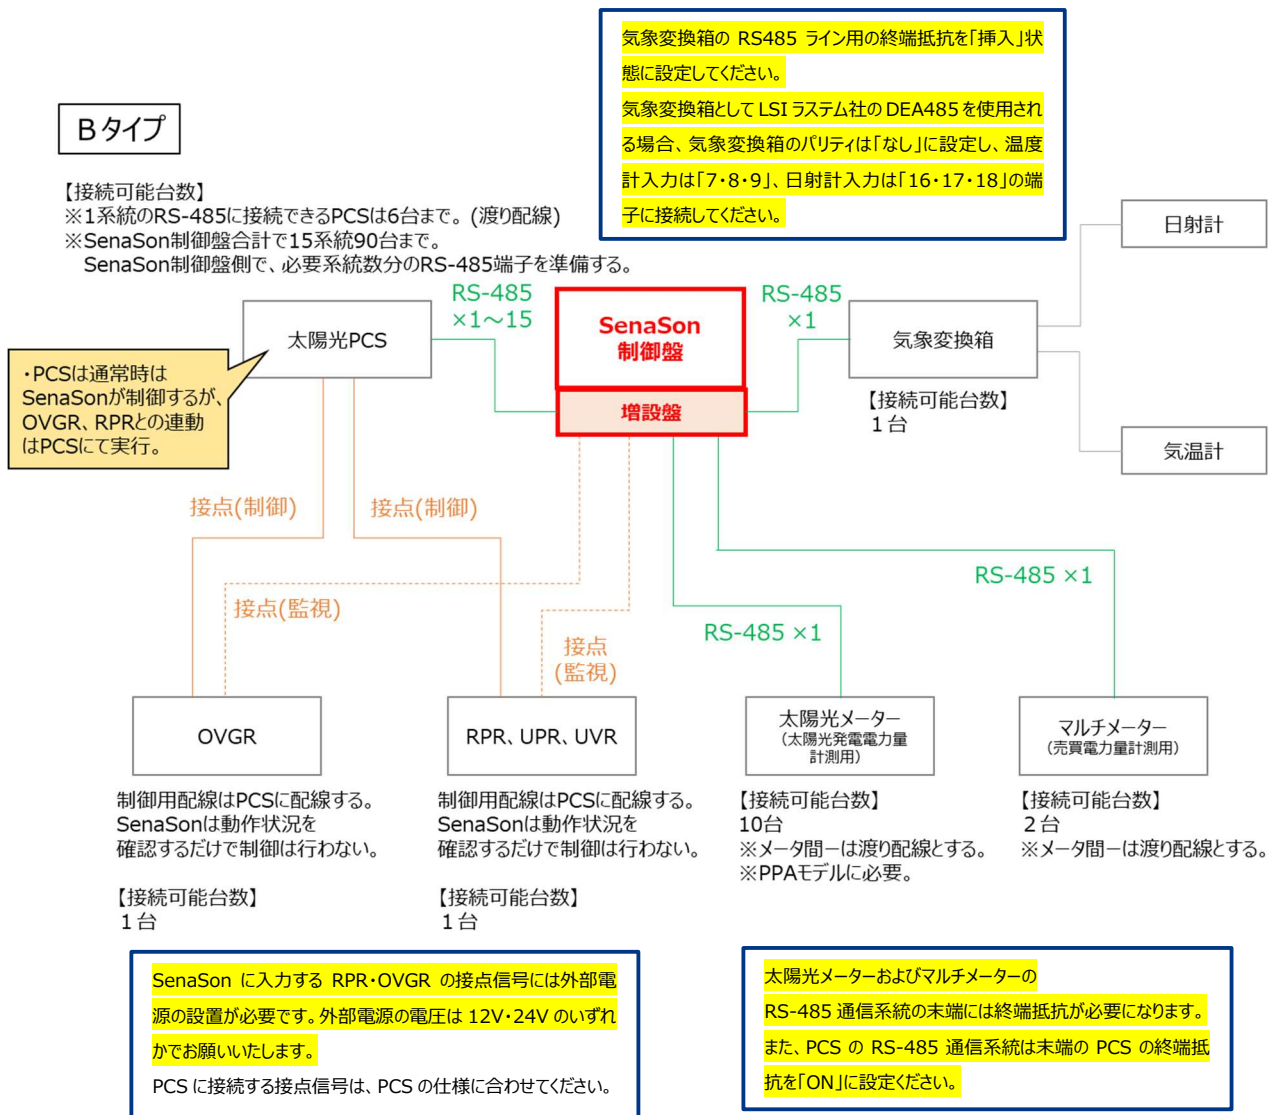 気象変換箱の RS485 ライン用の終端抵抗を「挿入」状
態に設定してください。
気象変換箱として LSI ラステム社の DEA485 を使用され
る場合、気象変換箱のパリティは「なし」に設定し、温度
計入力は「7・8・9」、日射計入力は「16・17・18」の端
子に接続してください。
Bタイプ
【接続可能台数】
※1系統のRS-485に接続できるPCSは6台まで。(渡り配線)
※SenaSon制御盤合計で15系統90台まで。
SenaSon制御盤側で、必要系統数分のRS-485端子を準備する。
日射計
太陽光PCS
RS-485
×1～15
SenaSon
制御盤
増設盤
RS-485
×1
気象変換箱
【接続可能台数】
1台
気温計
・PCSは通常時は
SenaSonが制御するが、
OVGR、RPRとの連動
はPCSにて実行。
接点(制御)
接点(制御)
接点(監視)
接点
(監視)
RS-485 ×1
RS-485 ×1
OVGR
RPR、UPR、UVR
太陽光メーター
(太陽光発電電力量
計測用)
マルチメーター
(売買電力量計測用)
制御用配線はPCSに配線する。
SenaSonは動作状況を
確認するだけで制御は行わない。
【接続可能台数】
1台
制御用配線はPCSに配線する。
SenaSonは動作状況を
確認するだけで制御は行わない。
【接続可能台数】
1台
【接続可能台数】
10台
※メータ間ーは渡り配線とする。
※PPAモデルに必要。
【接続可能台数】
2台
※メータ間ーは渡り配線とする。
SenaSon に入力する RPR・OVGR の接点信号には外部電
源の設置が必要です。外部電源の電圧は 12V・24V のいずれ
かでお願いいたします。
PCS に接続する接点信号は、PCS の仕様に合わせてください。
太陽光メーターおよびマルチメーターの
RS-485 通信系統の末端には終端抵抗が必要になります。
また、PCS の RS-485 通信系統は末端の PCS の終端抵
抗を「ON」に設定ください。